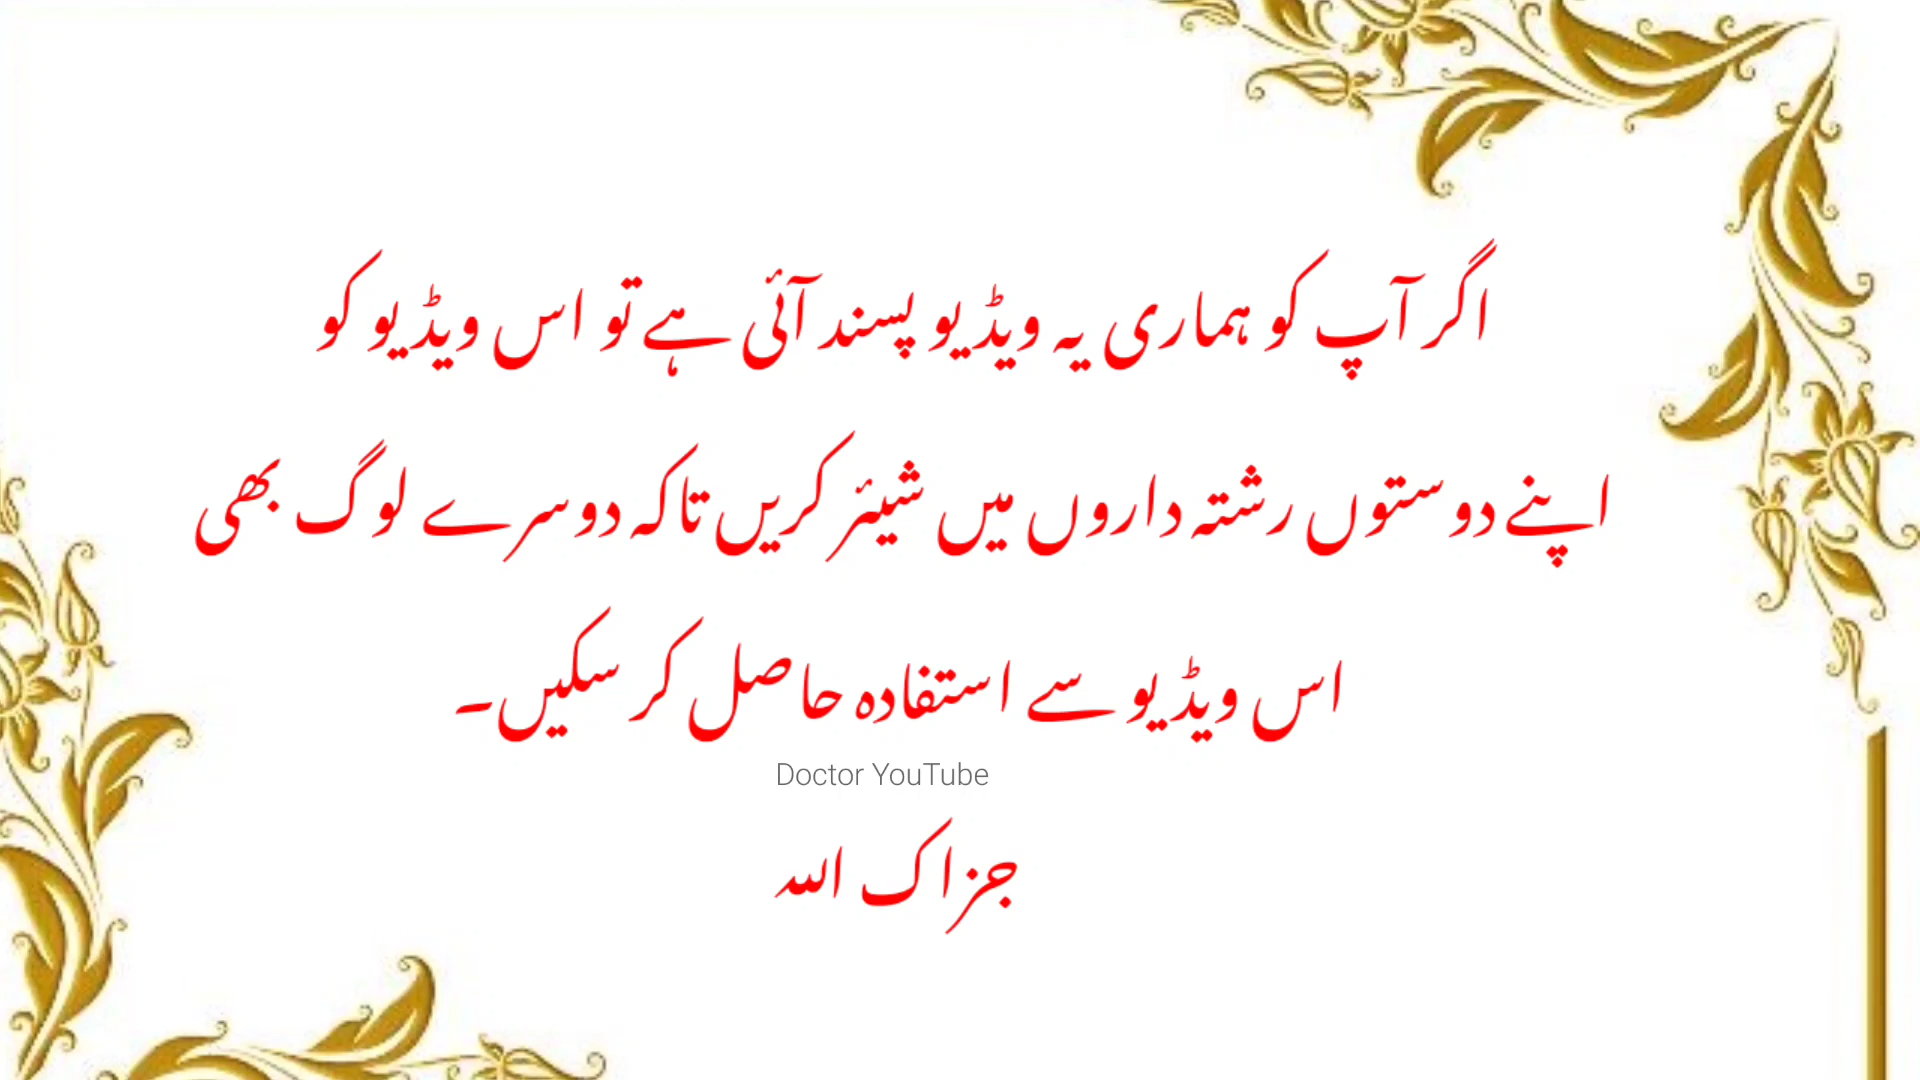 اگر آپ کو ہماری یہ ویڈیو پسند آئی ہے تو اس ویڈیو کو
اپنے دوستوں رشتہ داروں میں شیئر کریں تاکہ دوسرے لوگ بھی
اس ویڈیو سے استفادہ حاصل کر سکیں۔
Doctor YouTube
جزاک اللہ